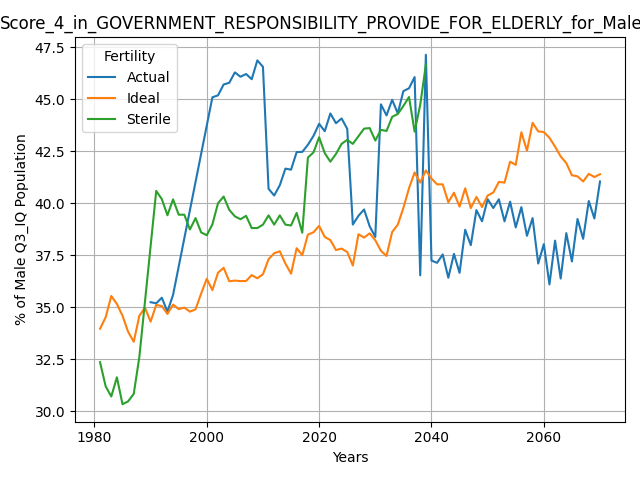 Score_4_in_GOVERNMENT_RESPONSIBILITY_PROVIDE_FOR_ELDERLY_for_Male
Fertility
Actual
Ideal
Sterile
47.5
45.0
42.5
40.0
37.5
35.0
32.5
30.0
% of Male Q3_IQ Population
1980
2000
2020
2040
2060
Years